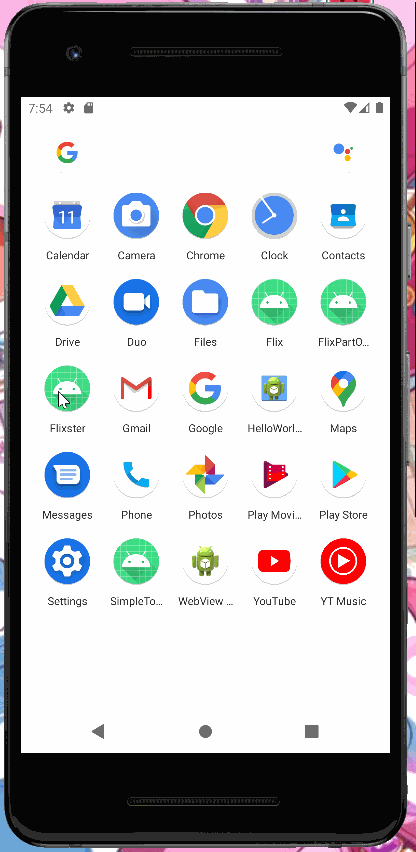 7:54
G
11
Calendar Camera Chrome Clock Contacts
Drive Duo Files Flix FlixPartO...
G
Flixster Gmail Google HelloWorl... Maps
Messages Phone Photos Play Movi... Play Store
Settings SimpleTo... WebView ... YouTube YT Music